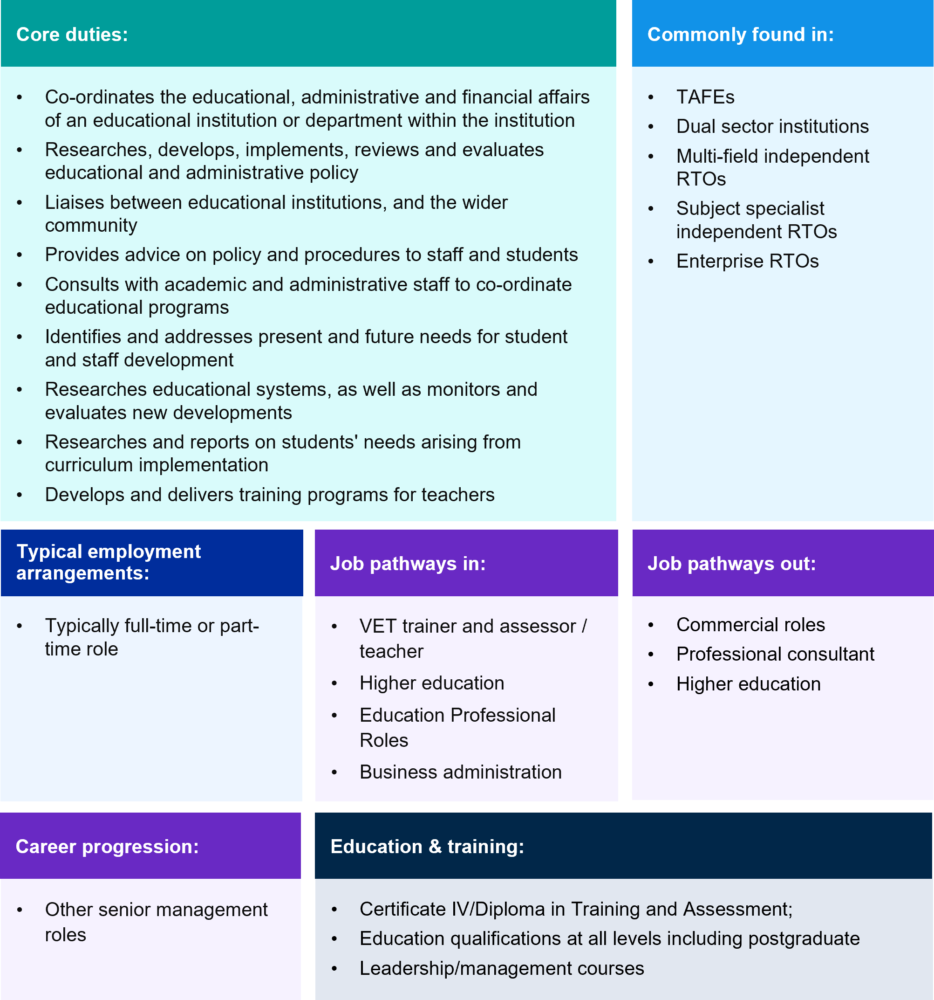 Core duties:
• Co-ordinates the educational, administrative and financial affairs
of an educational institution or department within the institution
• Researches, develops, implements, reviews and evaluates
educational and administrative policy
• Liaises between educational institutions, and the wider
community
• Provides advice on policy and procedures to staff and students
• Consults with academic and administrative staff to co-ordinate
educational programs
• Identifies and addresses present and future needs for student
and staff development
• Researches educational systems, as well as monitors and
evaluates new developments
• Researches and reports on students' needs arising from
curriculum implementation
• Develops and delivers training programs for teachers
Commonly found in:
• TAFEs
• Dual sector institutions
• Multi-field independent
RTOs
• Subject specialist
independent RTOs
• Enterprise RTOs
Typical employment
arrangements:
• Typically full-time or part-
time role
Job pathways in:
• VET trainer and assessor /
teacher
• Higher education
• Education Professional
Roles
• Business administration
Job pathways out:
• Commercial roles
• Professional consultant
• Higher education
Career progression:
• Other senior management
roles
Education & training:
• Certificate IV/Diploma in Training and Assessment;
• Education qualifications at all levels including postgraduate
• Leadership/management courses